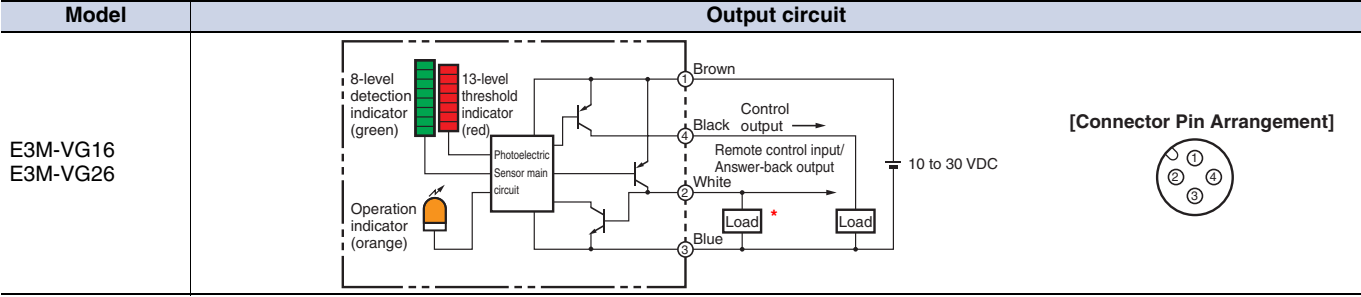 Model
Output circuit
E3M-VG16
E3M-VG26
8-level
detection
indicator
(green)
13-level
threshold
indicator
(red)
Photoelectric
Sensor main
circuit
Operation
indicator
(orange)
1
Brown
Control
output
4
Black
Remote control input/
Answer-back output
2
White
Load
*
Load
3
Blue
10 to 30 VDC
[Connector Pin Arrangement]
1
2
4
3